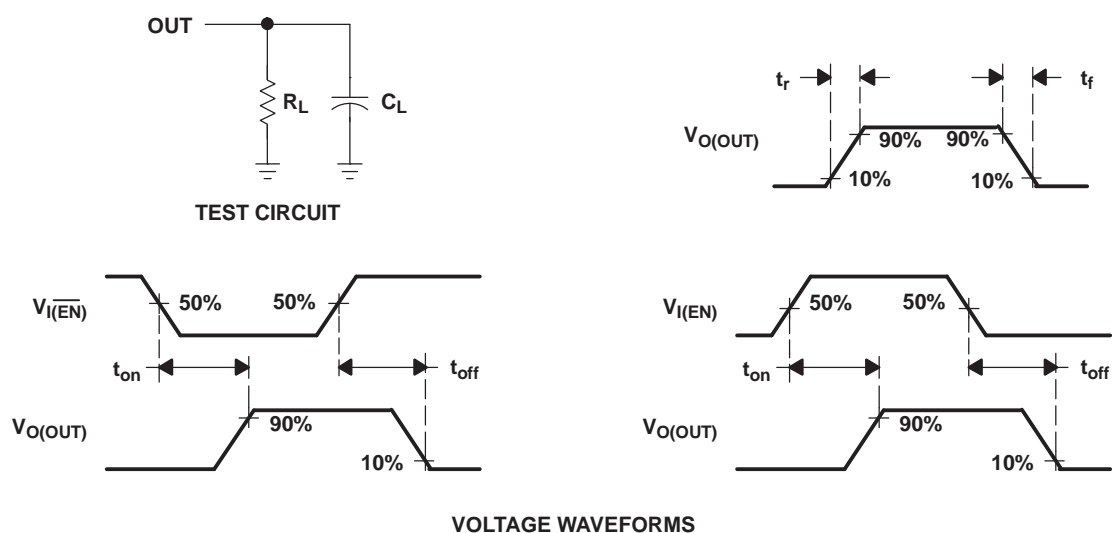 OUT
R_L
C_L
TEST CIRCUIT
t_r
t_f
V_O(OUT)
90%
90%
10%
10%
V_I(E̅N̅)
50%
50%
t_on
t_off
V_O(OUT)
90%
10%
V_I(EN)
50%
50%
t_on
t_off
V_O(OUT)
90%
10%
VOLTAGE WAVEFORMS